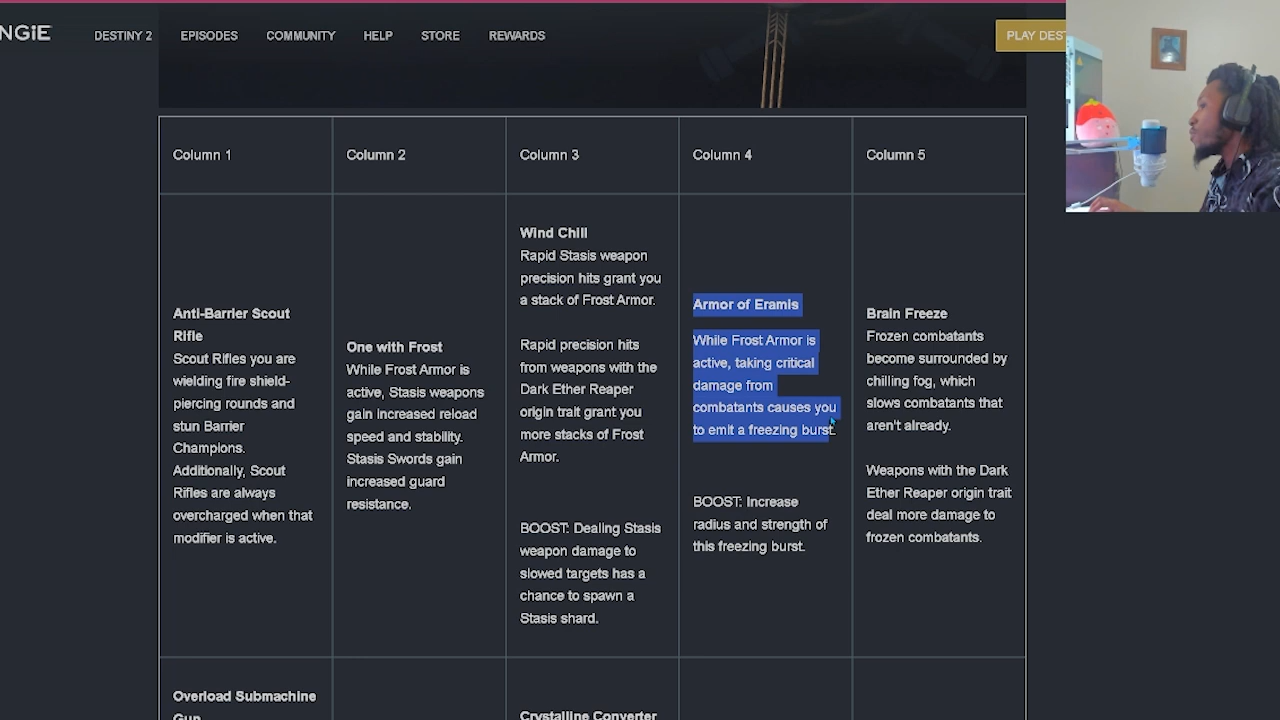 NGiE
DESTINY 2
EPISODES
COMMUNITY
HELP
STORE
REWARDS
PLAY DEST
Column 1
Column 2
Column 3
Column 4
Column 5
Anti-Barrier Scout
Rifle
Scout Rifles you are
wielding fire shield-
piercing rounds and
stun Barrier
Champions.
Additionally, Scout
Rifles are always
overcharged when that
modifier is active.
One with Frost
While Frost Armor is
active, Stasis weapons
gain increased reload
speed and stability.
Stasis Swords gain
increased guard
resistance.
Wind Chill
Rapid Stasis weapon
precision hits grant you
a stack of Frost Armor.
Rapid precision hits
from weapons with the
Dark Ether Reaper
origin trait grant you
more stacks of Frost
Armor.
BOOST: Dealing Stasis
weapon damage to
slowed targets has a
chance to spawn a
Stasis shard.
Armor of Eramis
While Frost Armor is
active, taking critical
damage from
combatants causes you
to emit a freezing burst.
BOOST: Increase
radius and strength of
this freezing burst.
Brain Freeze
Frozen combatants
become surrounded by
chilling fog, which
slows combatants that
aren't already.
Weapons with the Dark
Ether Reaper origin trait
deal more damage to
frozen combatants.
Overload Submachine
Gun
Crystalline Converter